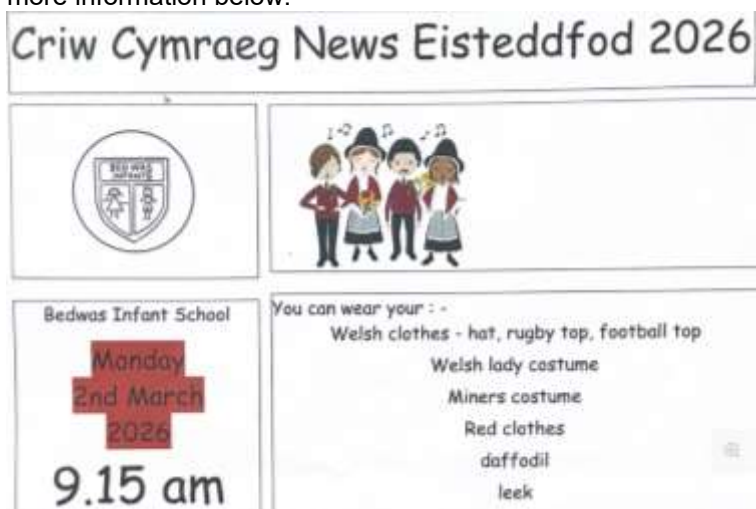 more information below.
Criw Cymraeg News Eisteddfod 2026
BEDWAS
INFANTS
Bedwas Infant School
Monday
2nd March
2026
9.15 am
You can wear your : -
Welsh clothes - hat, rugby top, football top
Welsh lady costume
Miners costume
Red clothes
daffodil
leek